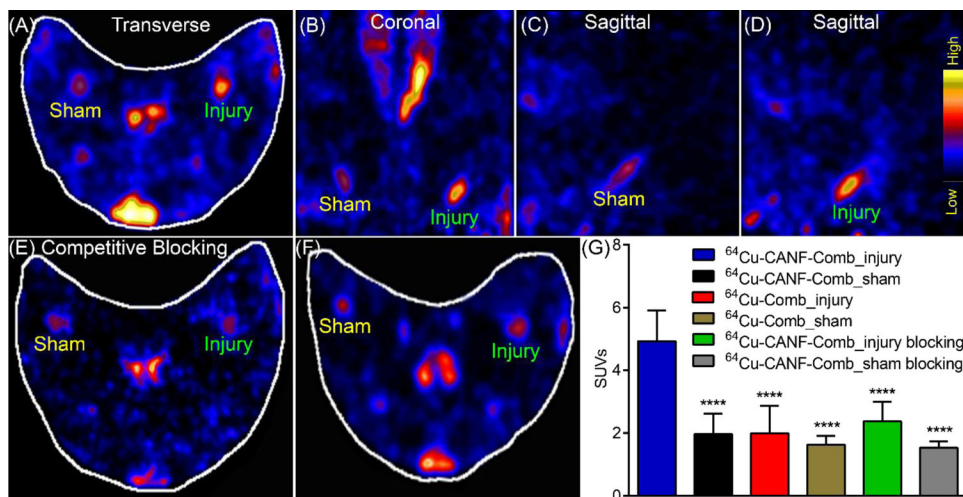 (A) Transverse
Sham
Injury
(B) Coronal
Sham
Injury
(C) Sagittal
Sham
(D) Sagittal
Injury
High
Low
(E) Competitive Blocking
Sham
Injury
(F)
Sham
Injury
(G)
8
6
4
2
0
SUVs
64Cu-CANF-Comb_injury
64Cu-CANF-Comb_sham
64Cu-Comb_injury
64Cu-Comb_sham
64Cu-CANF-Comb_injury blocking
64Cu-CANF-Comb_sham blocking
**** **** **** **** ****